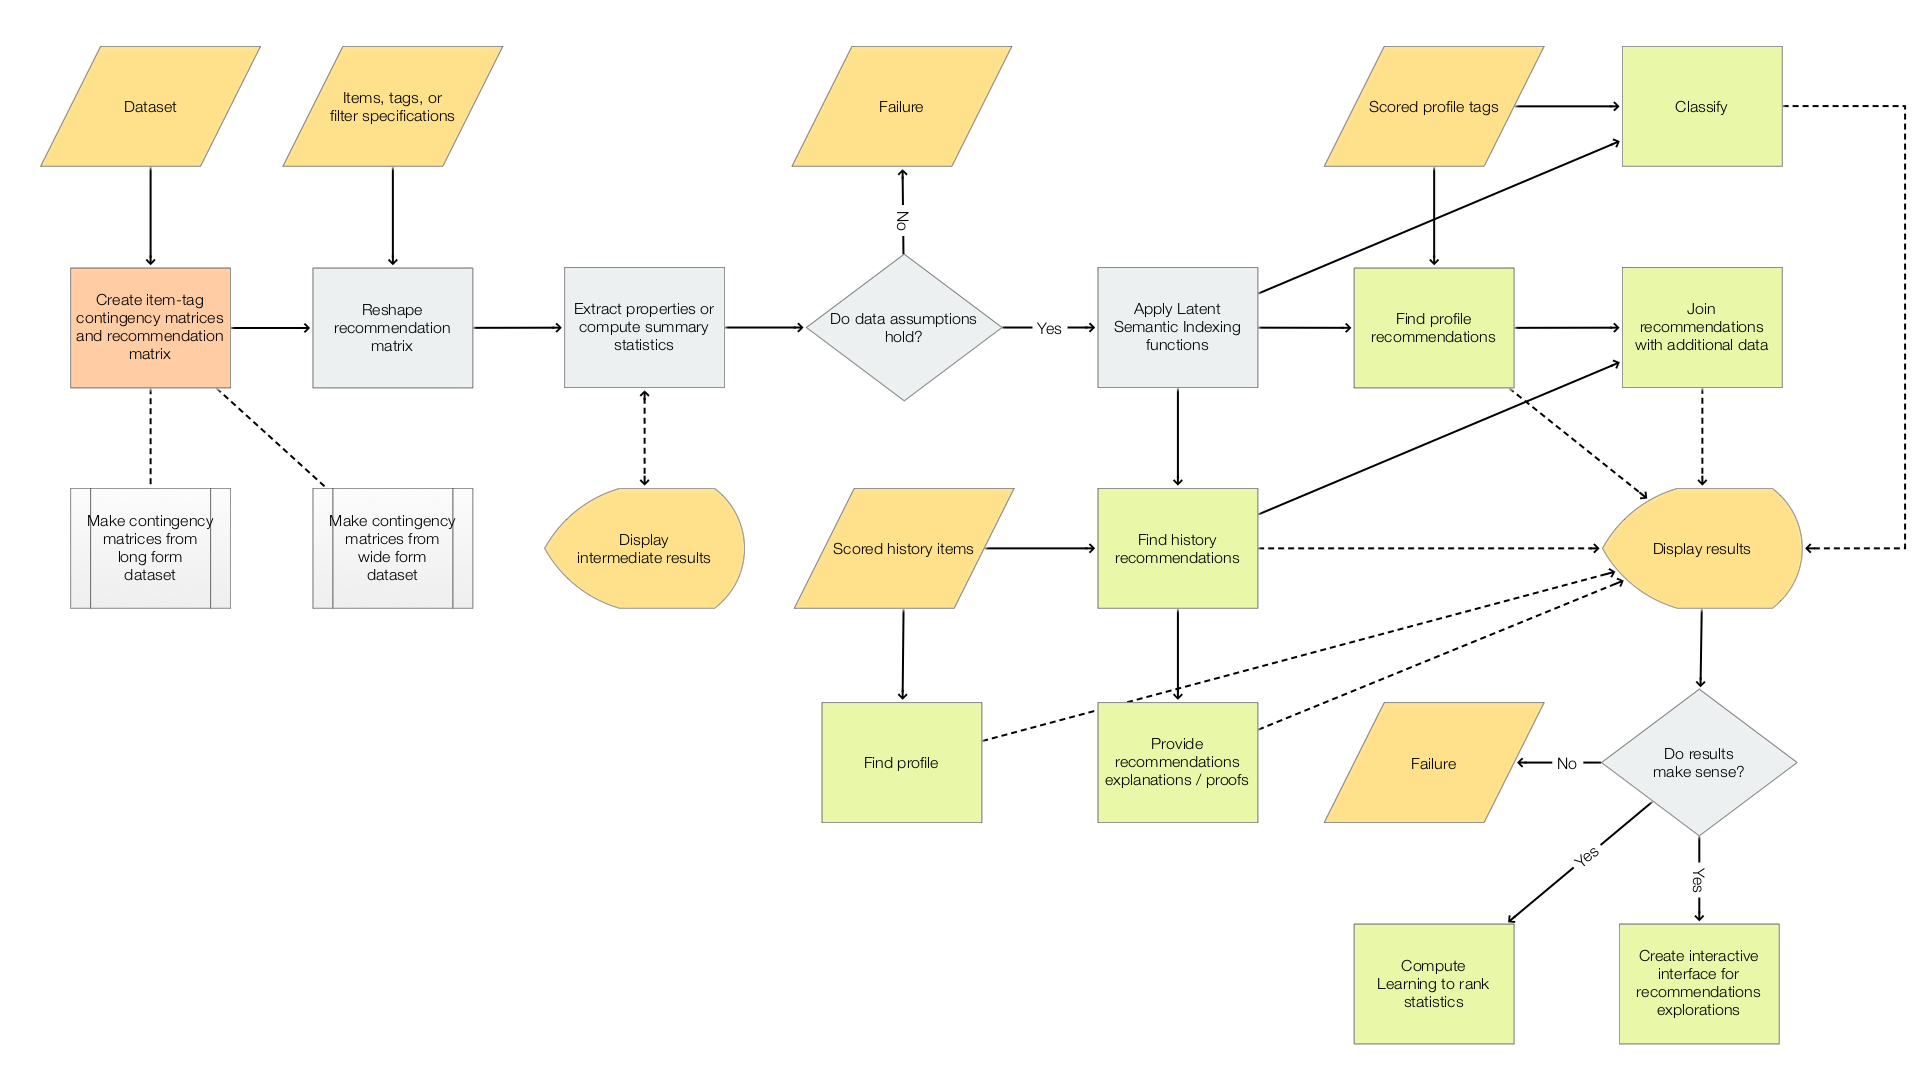 Dataset
Items, tags, or
filter specifications
Failure
Scored profile tags
Classify
No
Create item-tag
contingency matrices
and recommendation
matrix
Reshape
recommendation
matrix
Extract properties or
compute summary
statistics
Do data assumptions
hold?
Yes
Apply Latent
Semantic Indexing
functions
Find profile
recommendations
Join
recommendations
with additional data
Make contingency
matrices from
long form
dataset
Make contingency
matrices from
wide form
dataset
Display
intermediate results
Scored history items
Find history
recommendations
Display results
Find profile
Provide
recommendations
explanations / proofs
Failure
No
Do results
make sense?
Yes
Yes
Compute
Learning to rank
statistics
Create interactive
interface for
recommendations
explorations